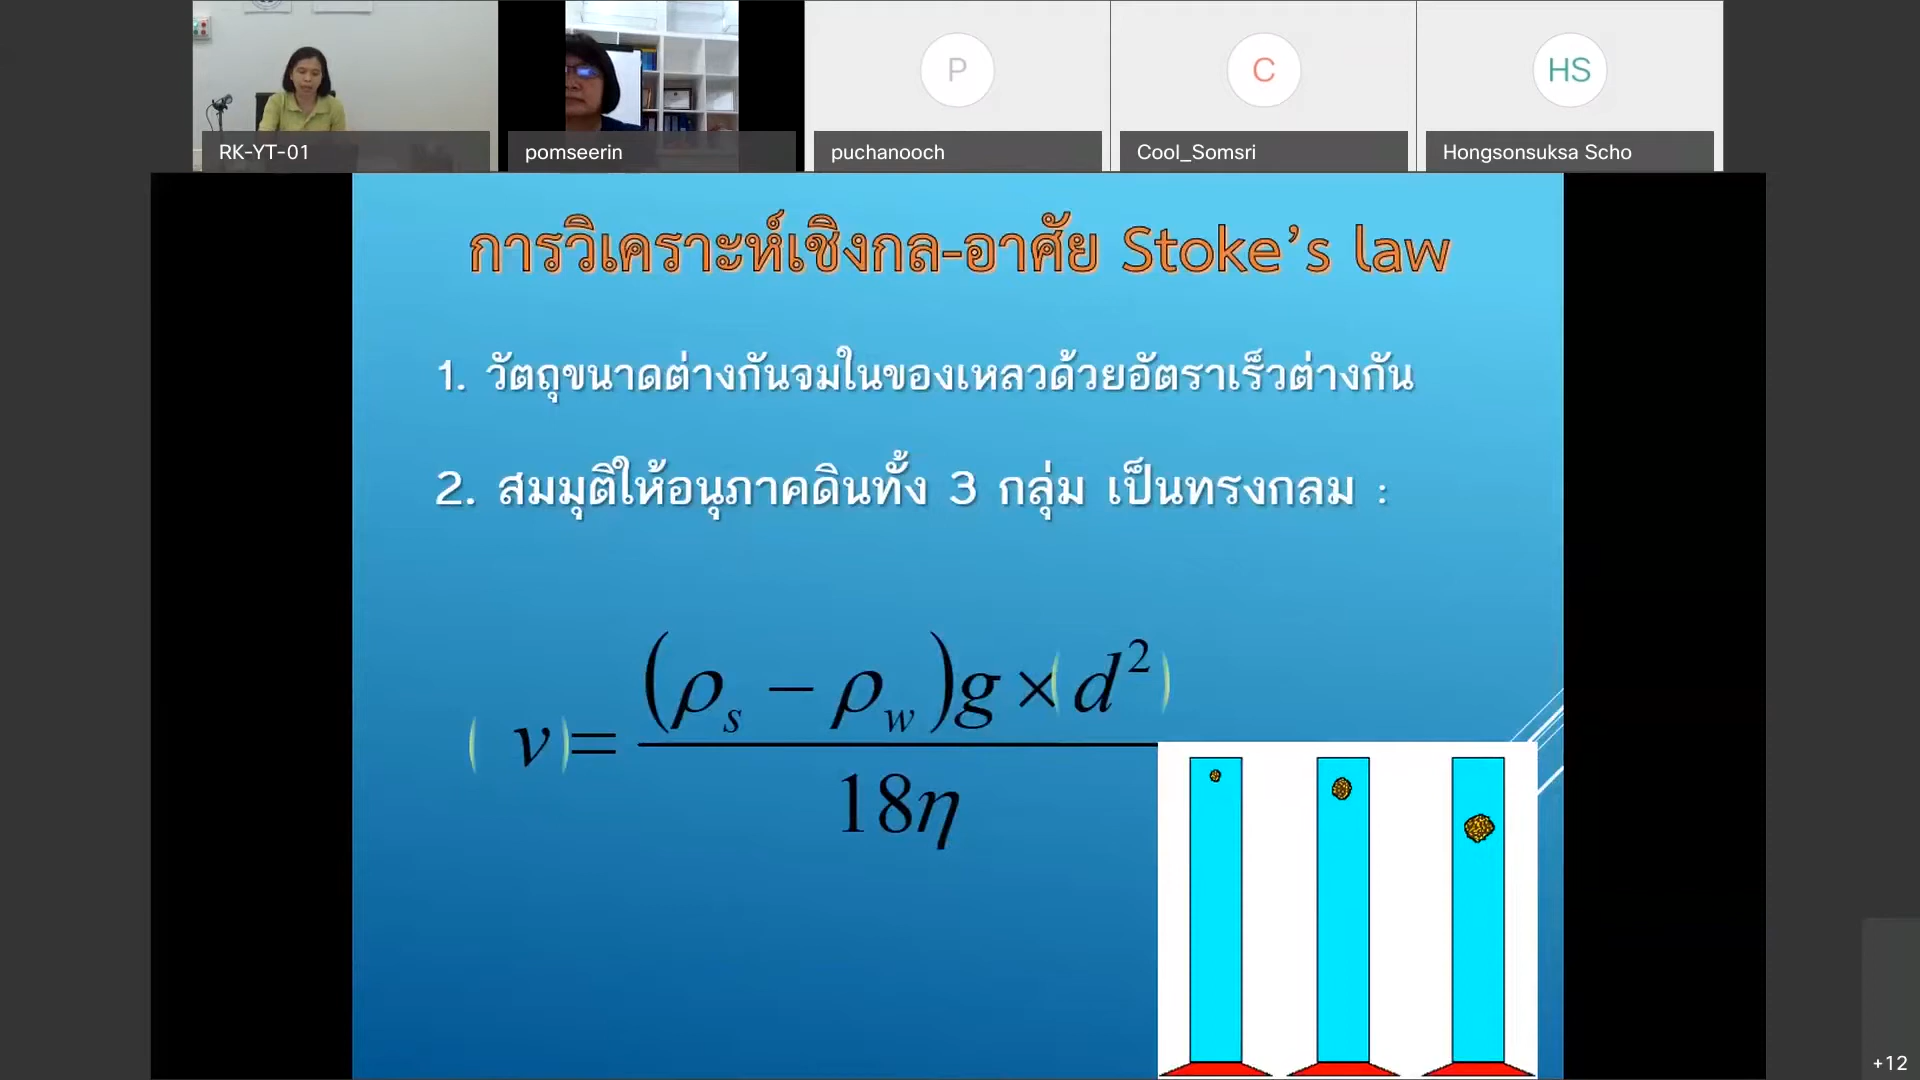 P
C
HS
RK-YT-01
pomseerin
puchanooch
Cool_Somsri
Hongsonsuksa Scho
การวิเคราะห์เชิงกล-อาศัย Stoke’s law
1. วัตถุขนาดต่างกันจมในของเหลวด้วยอัตราเร็วต่างกัน
2. สมมุติให้อนุภาคดินทั้ง 3 กลุ่ม เป็นทรงกลม :
( v ) = (ρs − ρw)g × ( d² )
18η
+12